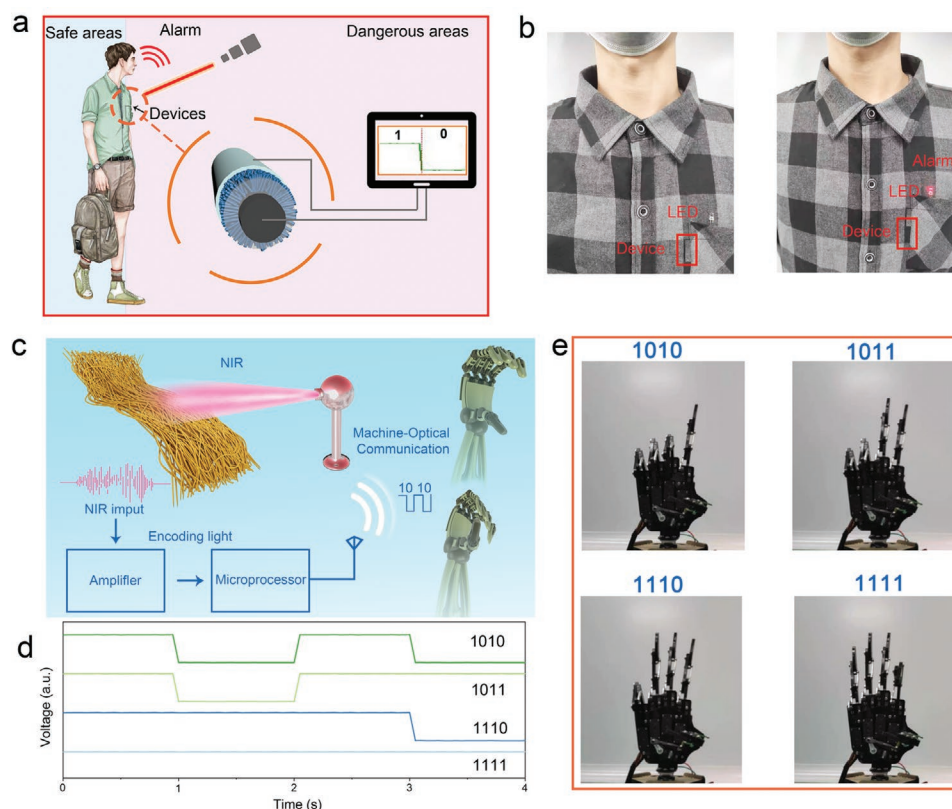 a
Safe areas
Alarm
Dangerous areas
Devices
1 0
b
LED
Device
Alarm
LED
Device
c
NIR
Machine-Optical
Communication
10 10
NIR imput
Encoding light
Amplifler
Microprocessor
d
Voltage (a.u.)
1010
1011
1110
1111
0 1 2 3 4
Time (s)
e
1010 1011
1110 1111